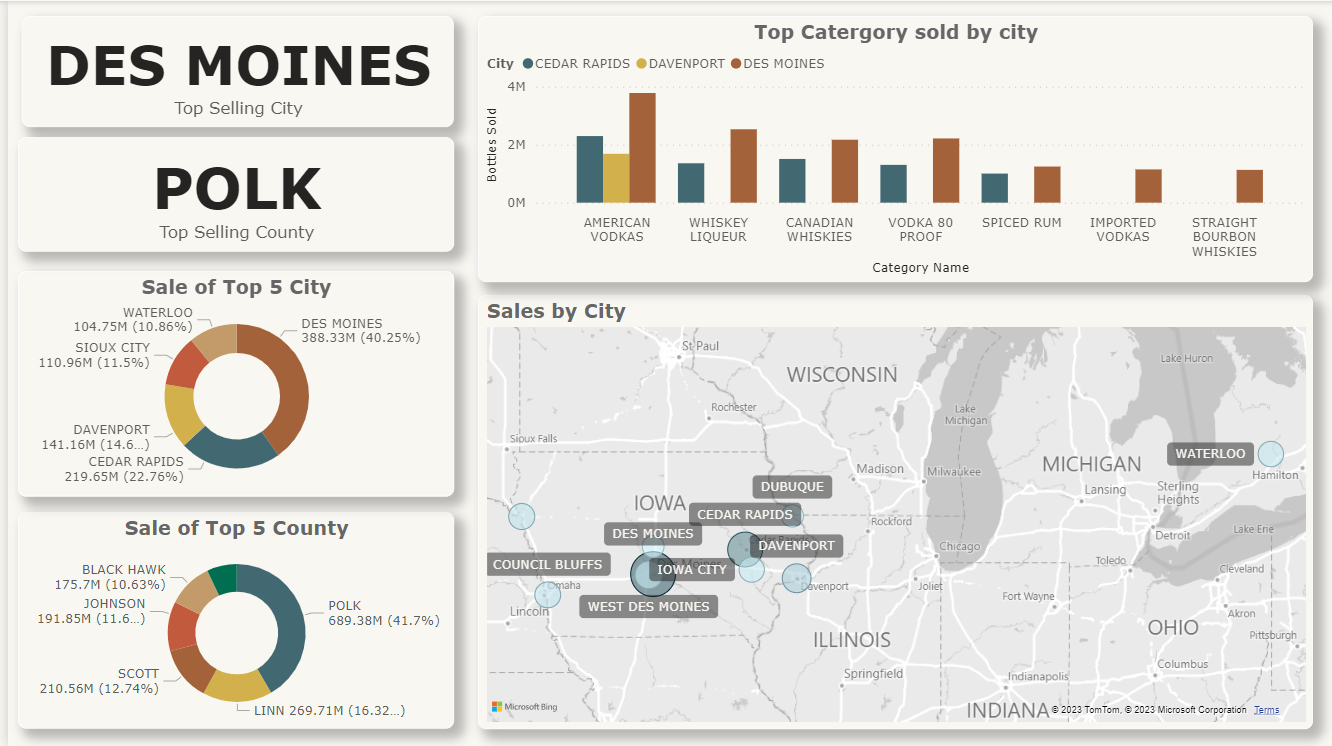 DES MOINES
Top Selling City
POLK
Top Selling County
Sale of Top 5 City
WATERLOO
104.75M (10.86%)
SIOUX CITY
110.96M (11.5%)
DAVENPORT
141.16M (14.6...)
CEDAR RAPIDS
219.65M (22.76%)
DES MOINES
388.33M (40.25%)
Sale of Top 5 County
BLACK HAWK
175.7M (10.63%)
JOHNSON
191.85M (11.6...)
SCOTT
210.56M (12.74%)
LINN 269.71M (16.32...)
POLK
689.38M (41.7%)
Top Catergory sold by city
City CEDAR RAPIDS DAVENPORT DES MOINES
Bottles Sold
4M
2M
0M
AMERICAN
VODKAS
WHISKEY
LIQUEUR
CANADIAN
WHISKIES
VODKA 80
PROOF
SPICED RUM
IMPORTED
VODKAS
STRAIGHT
BOURBON
WHISKIES
Category Name
Sales by City
St Paul
WISCONSIN
Lake Huron
Rochester
Lake
Michigan
Sioux Falls
Madison
Milwaukee
MICHIGAN
WATERLOO
Hamilton
Lansing
Sterling
Heights
DUBUQUE
IOWA
CEDAR RAPIDS
Rockford
Lake Erie
DES MOINES
DAVENPORT
Chicago
Detroit
COUNCIL BLUFFS
IOWA CITY
Toledo
Cleveland
Omaha
Davenport
Joliet
Fort Wayne
Lincoln
WEST DES MOINES
Akron
ILLINOIS
OHIO
Pittsburgh
Springfield
Columbus
Indianapolis
INDIANA
Microsoft Bing
© 2023 TomTom, © 2023 Microsoft Corporation Terms